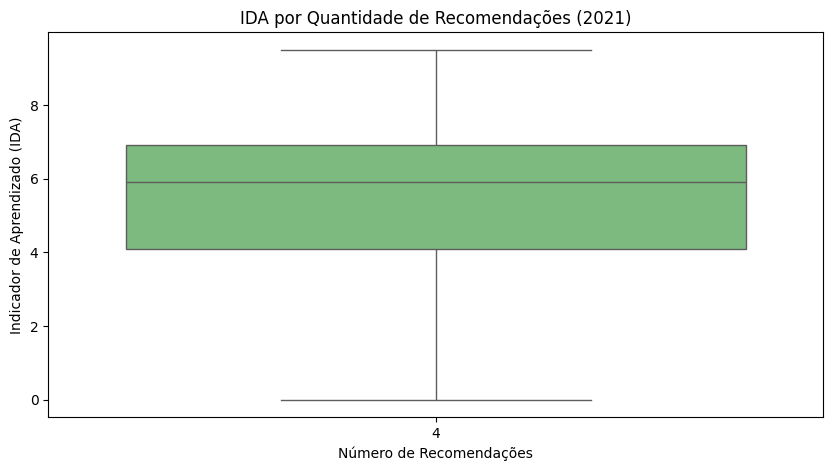 IDA por Quantidade de Recomendações (2021)
Indicador de Aprendizado (IDA)
8
6
4
2
0
4
Número de Recomendações